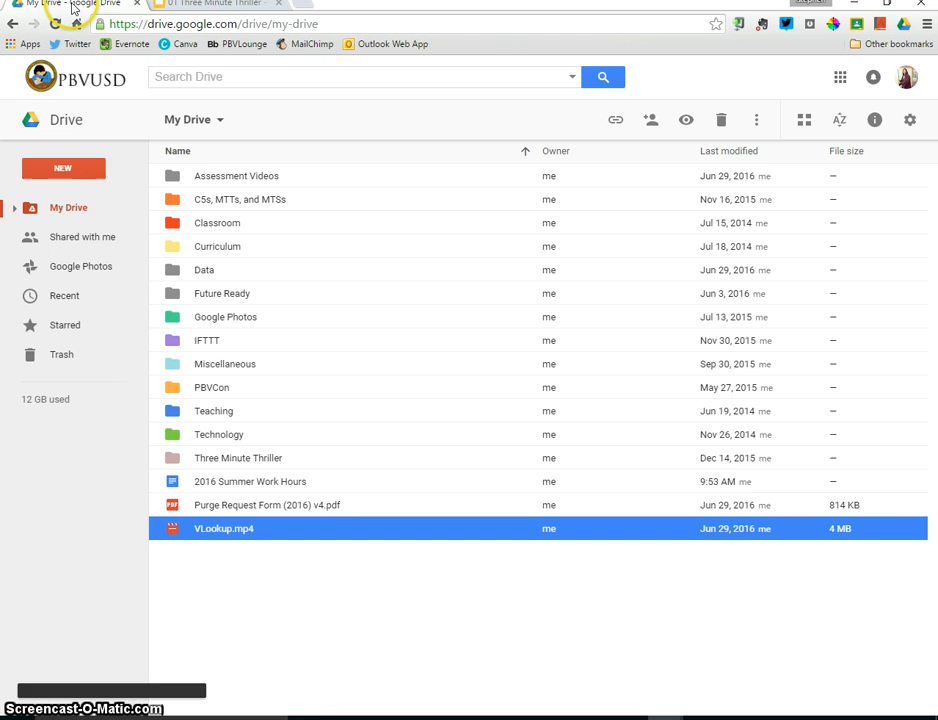 My Drive - Google Drive
01 Three Minute Thriller -
https://drive.google.com/drive/my-drive
Apps Twitter Evernote Canva Bb PBVLounge MailChimp Outlook Web App Other bookmarks
PBVUSD Search Drive
Drive My Drive
Name Owner Last modified File size
NEW
My Drive
Shared with me
Google Photos
Recent
Starred
Trash
12 GB used
Assessment Videos me Jun 29, 2016 me –
C5s, MTTs, and MTSs me Nov 16, 2015 me –
Classroom me Jul 15, 2014 me –
Curriculum me Jul 18, 2014 me –
Data me Jun 29, 2016 me –
Future Ready me Jun 3, 2016 me –
Google Photos me Jul 13, 2015 me –
IFTTT me Nov 30, 2015 me –
Miscellaneous me Sep 30, 2015 me –
PBVCon me May 27, 2015 me –
Teaching me Jun 19, 2014 me –
Technology me Nov 26, 2014 me –
Three Minute Thriller me Dec 14, 2015 me –
2016 Summer Work Hours me 9:53 AM me –
PDF Purge Request Form (2016) v4.pdf me Jun 29, 2016 me 814 KB
VLookup.mp4 me Jun 29, 2016 me 4 MB
Screencast-O-Matic.com